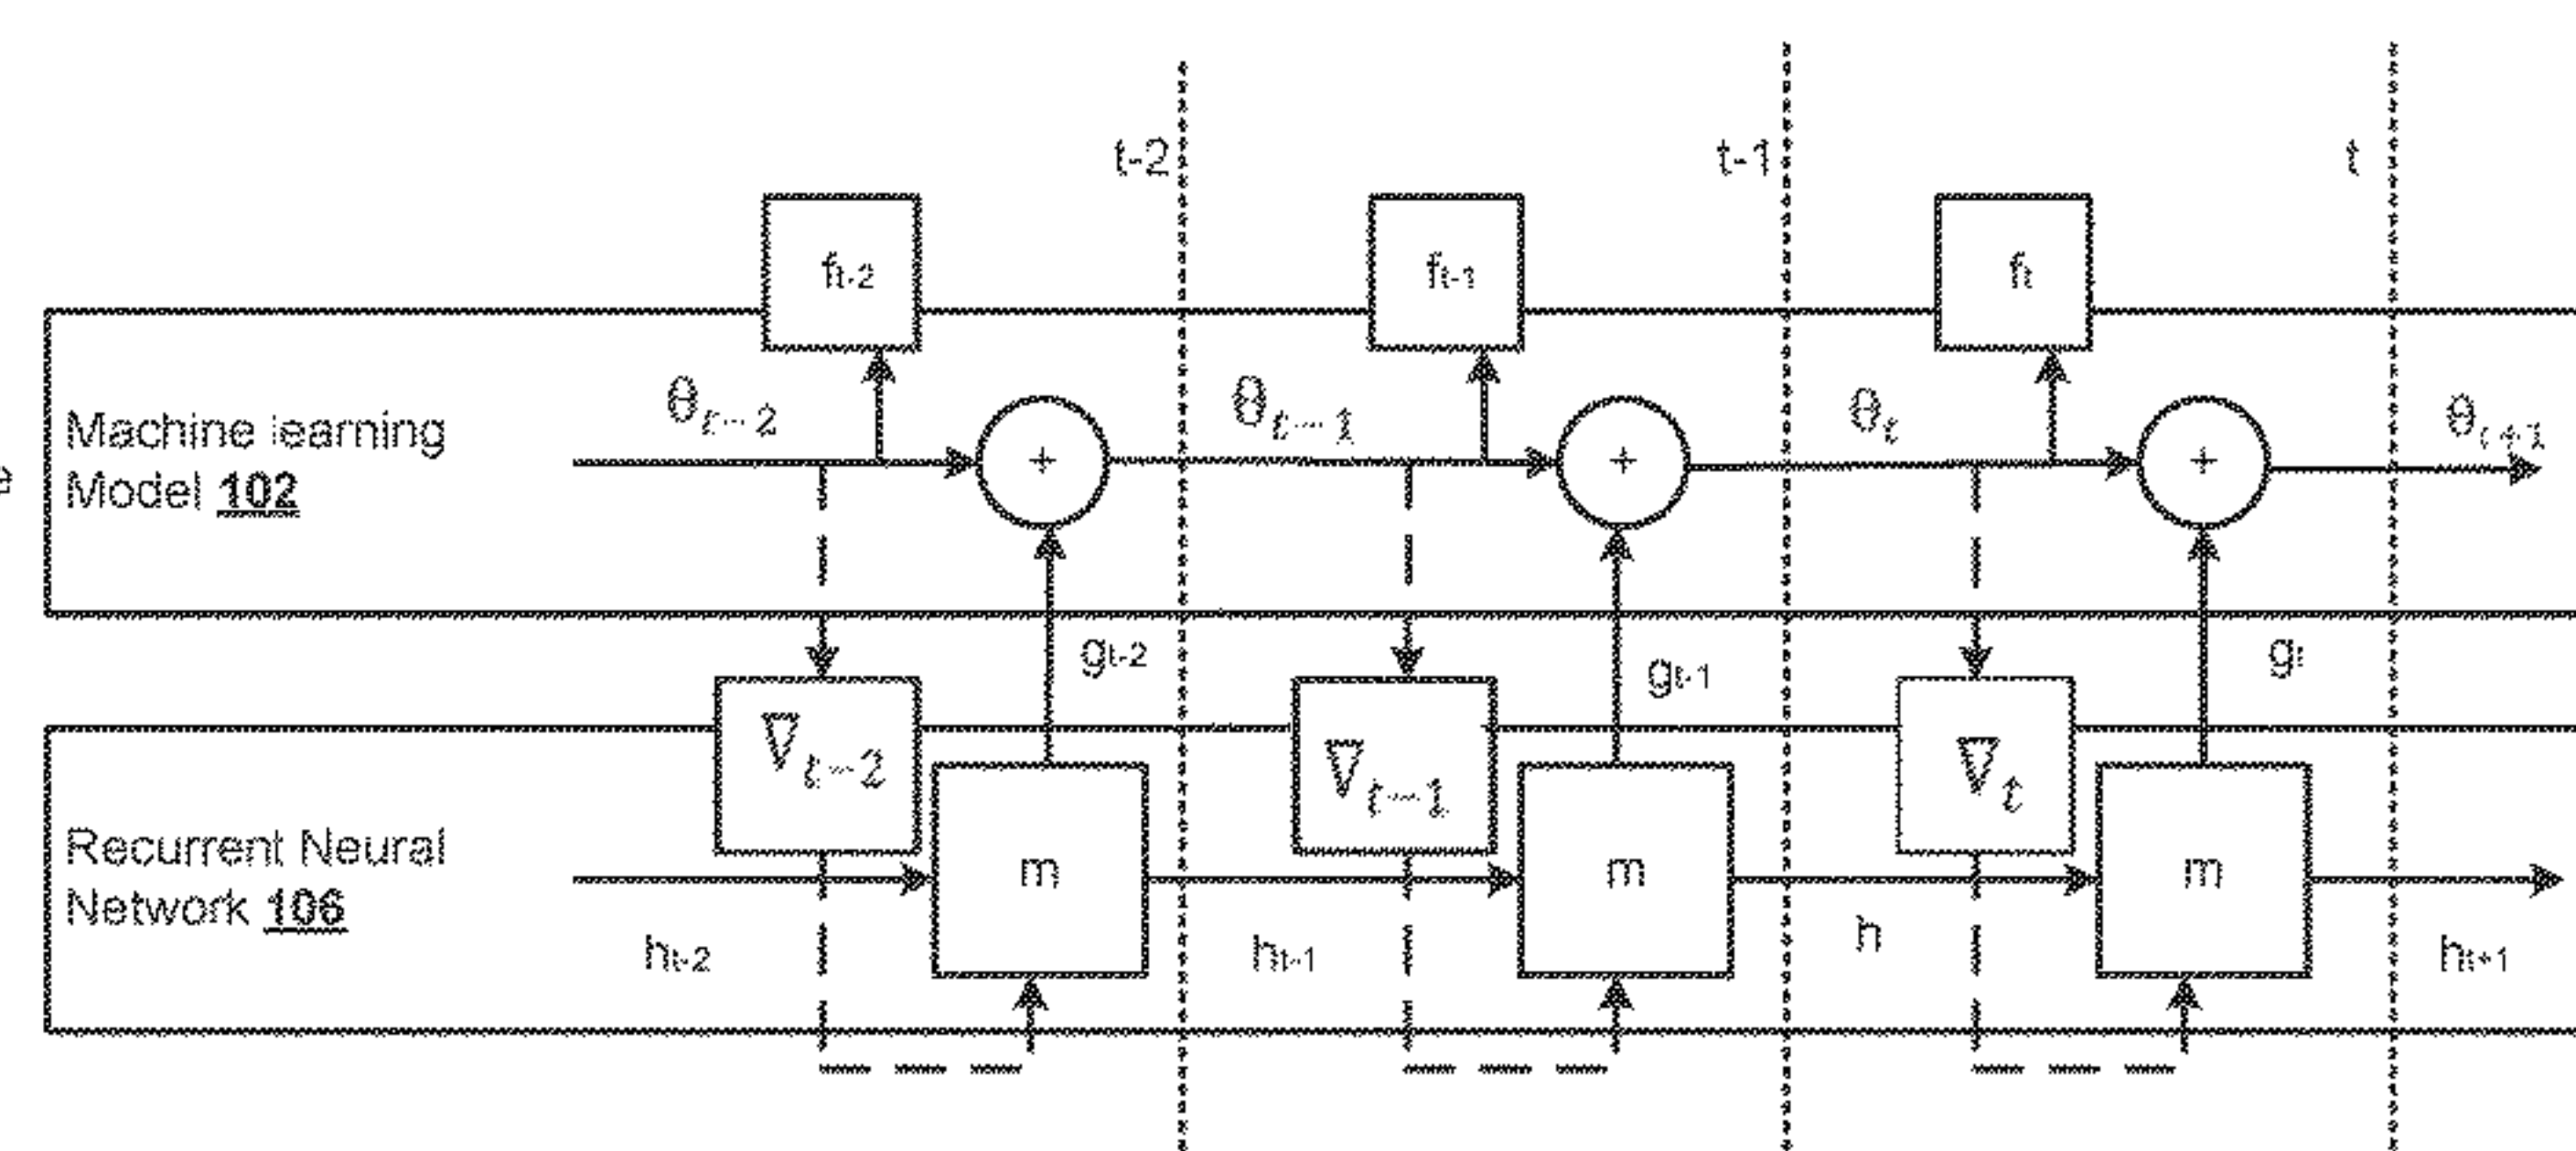 t-2 t-1 t
ft-2 ft-1 ft
θt−2 θt−1 θt θt+1
Machine learning
Model 102
+ + +
gt-2 gt-1 gt
∇t−2 ∇t−1 ∇t
Recurrent Neural
Network 106
m m m
ht-2 ht-1 h ht+1